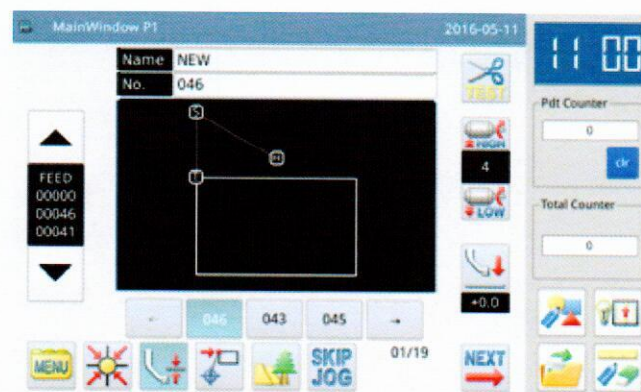 MainWindow P1
2016-05-11
11 00
Name NEW
No. 046
TEST
Pdt Counter
0
clr
S
H
HIGH
4
LOW
FEED
00000
00046
00041
T
Total Counter
0
+0.0
← 046 043 045 →
MENU
SKIP
JOG
01/19
NEXT